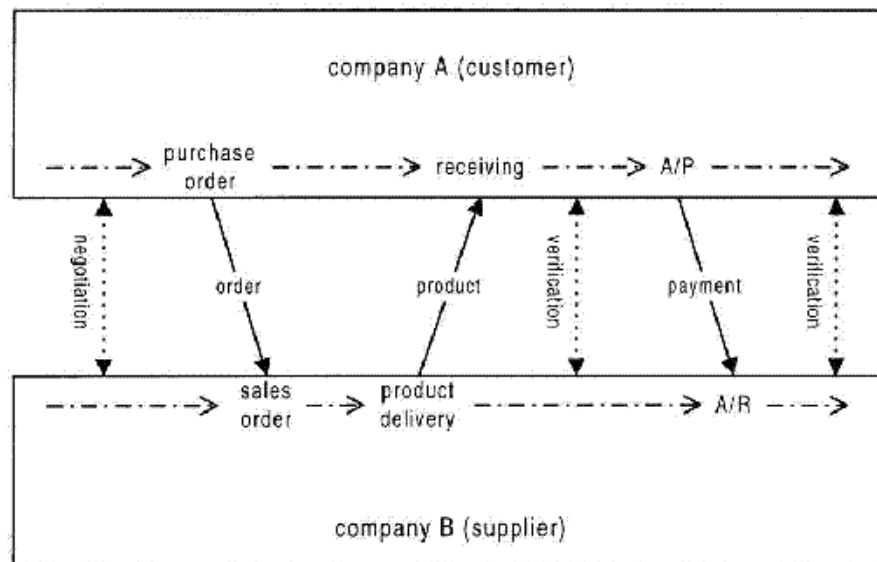 company A (customer)
purchase
order
receiving
A/P
negotiation
order
product
verification
payment
verification
sales
order
product
delivery
A/R
company B (supplier)